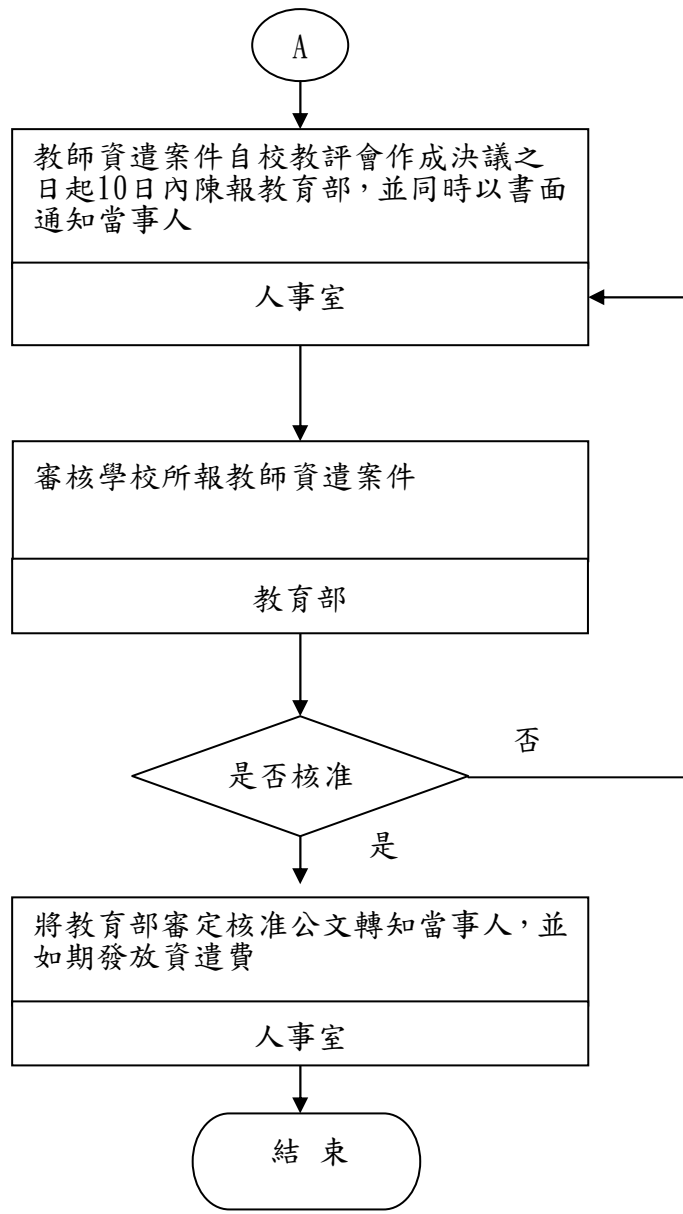 A
教師資遣案件自校教評會作成決議之
日起10日內陳報教育部，並同時以書面
通知當事人
人事室
審核學校所報教師資遣案件
教育部
是否核准
否
是
將教育部審定核准公文轉知當事人，並
如期發放資遣費
人事室
結 束